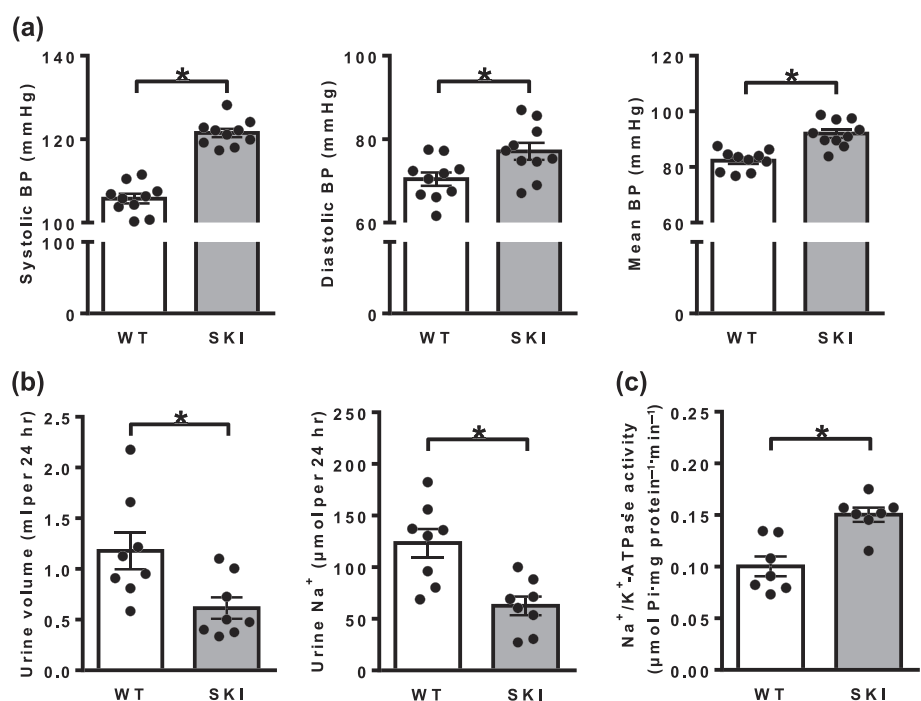 (a)
Systolic BP (mmHg)
140
120
100
100
0
*
WT
SKI
Diastolic BP (mmHg)
100
80
60
60
0
*
WT
SKI
Mean BP (mmHg)
120
100
80
60
60
0
*
WT
SKI
(b)
Urine volume (ml per 24 hr)
2.5
2.0
1.5
1.0
0.5
0.0
*
WT
SKI
Urine Na⁺ (µmol per 24 hr)
250
200
150
100
50
0
*
WT
SKI
(c)
Na⁺/K⁺-ATPase activity
(µmol Pi·mg protein⁻¹·min⁻¹)
0.25
0.20
0.15
0.10
0.05
0.00
*
WT
SKI